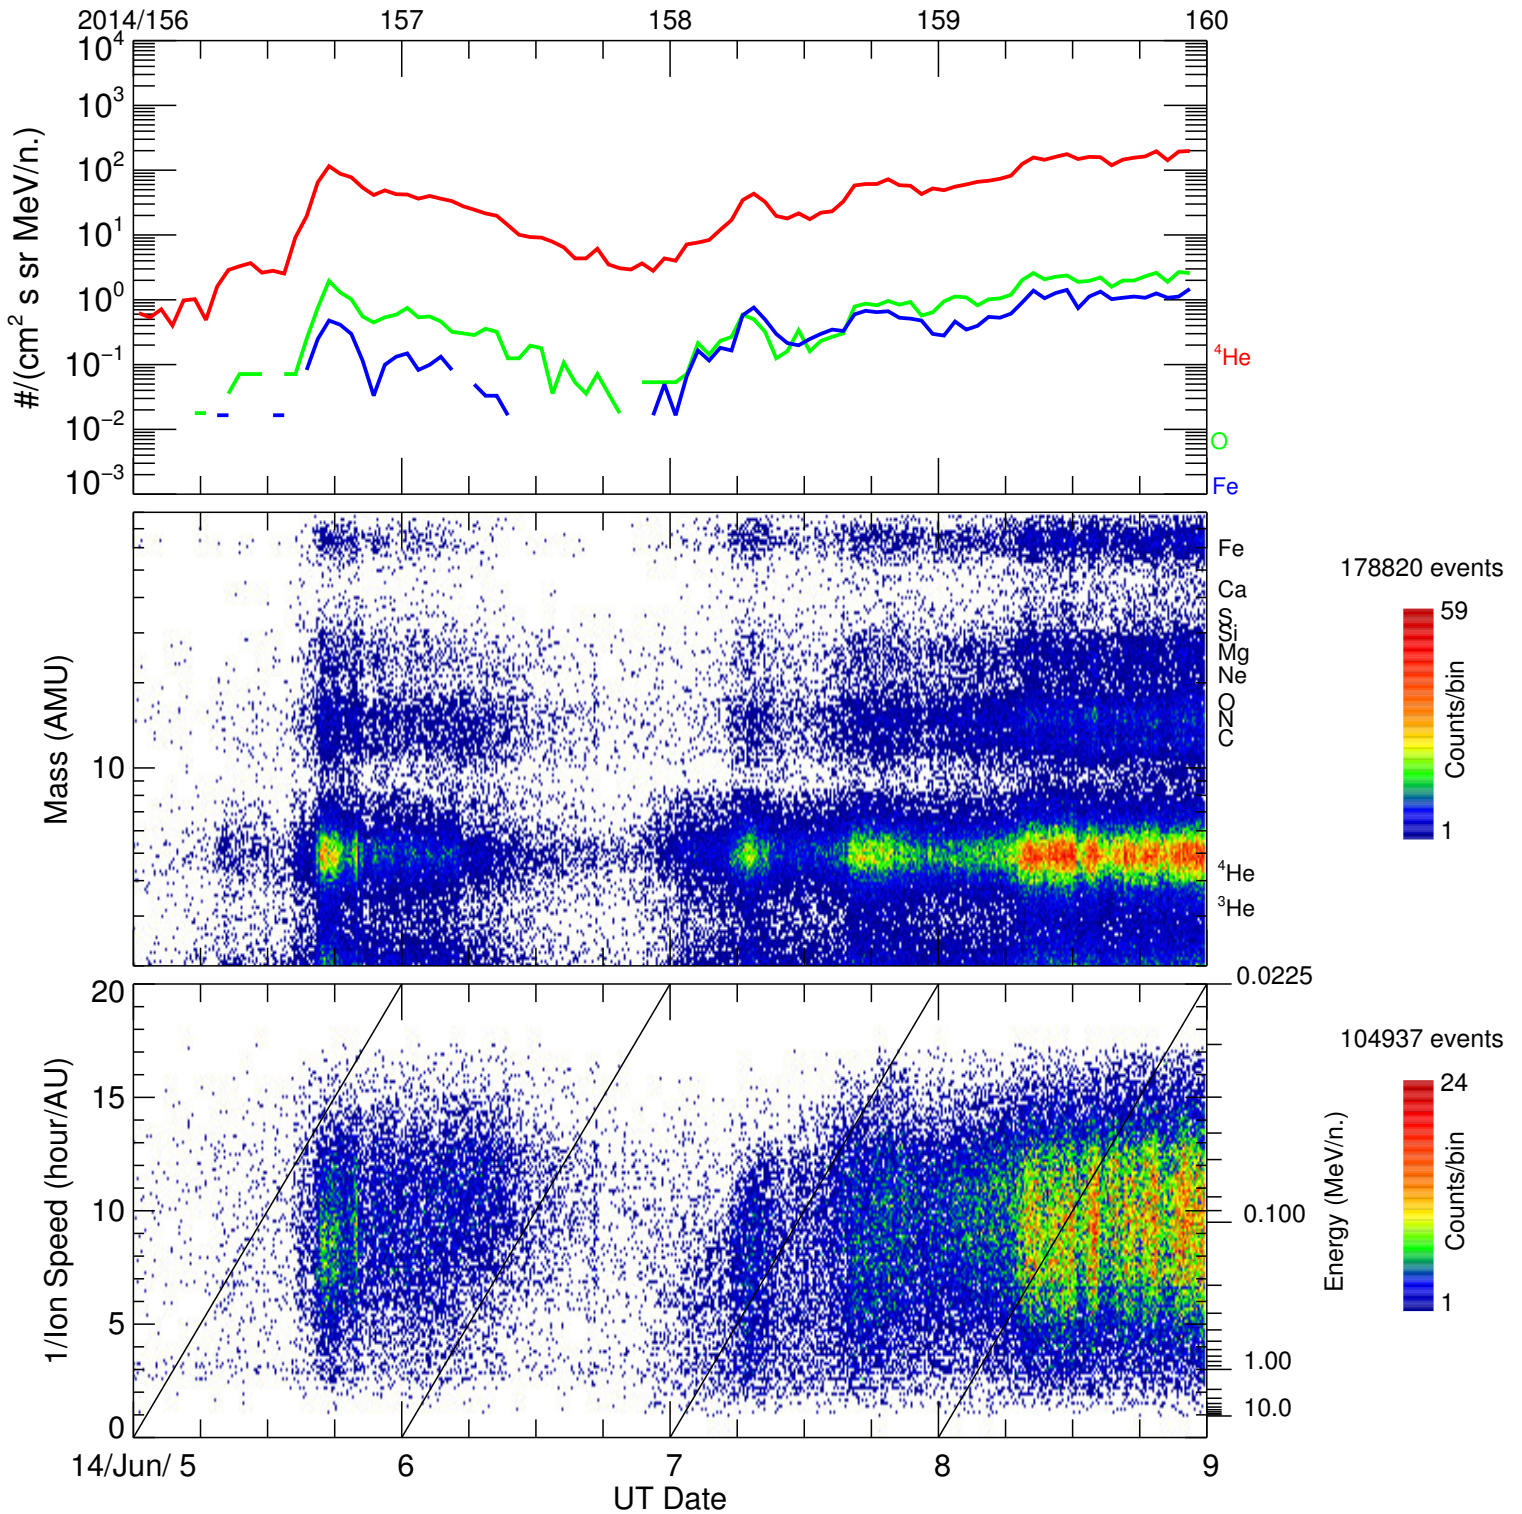 2014/156 157 158 159 160
10⁴
10³
10²
10¹
10⁰
10⁻¹
10⁻²
10⁻³
#/(cm² s sr MeV/n.)
⁴He
O
Fe
Mass (AMU)
10
Fe
Ca
S
Si
Mg
Ne
O
N
C
⁴He
³He
178820 events
59
Counts/bin
1
1/Ion Speed (hour/AU)
20
15
10
5
0
0.0225
0.100
1.00
10.0
Energy (MeV/n.)
104937 events
24
Counts/bin
1
14/Jun/ 5 6 7 8 9
UT Date